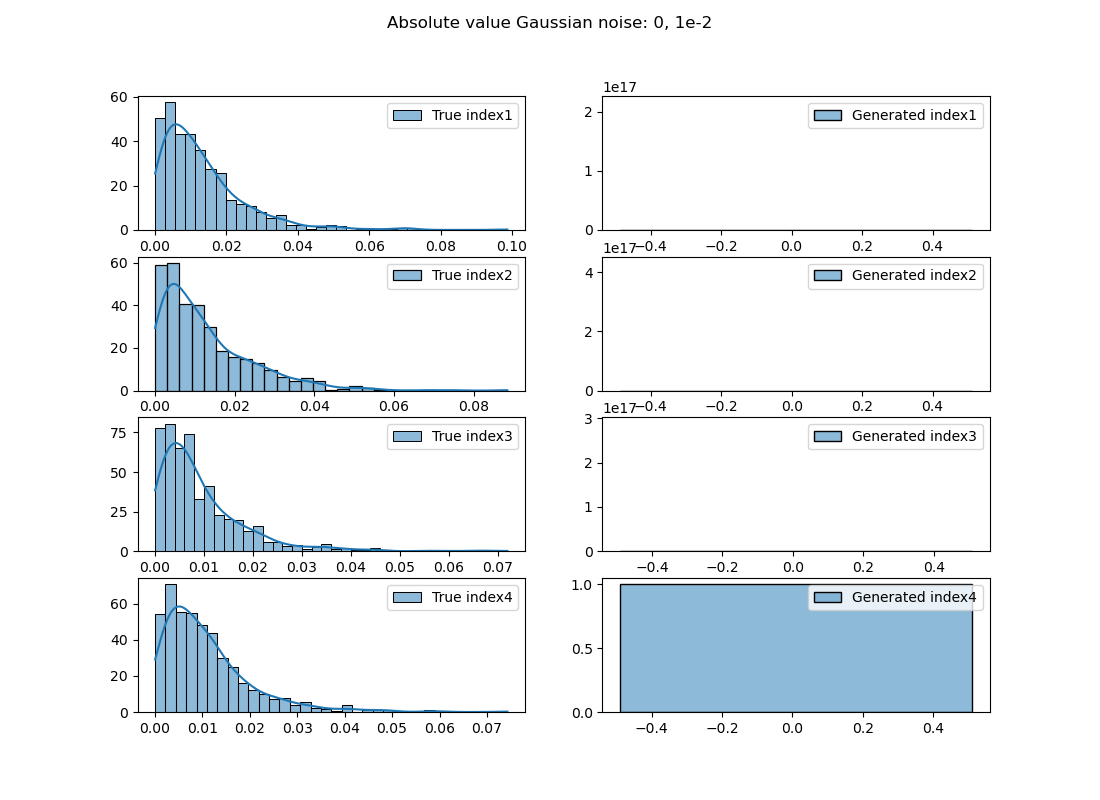 Absolute value Gaussian noise: 0, 1e-2
60
40
20
0
True index1
0.00 0.02 0.04 0.06 0.08 0.10
1e17
2
1
0
Generated index1
−0.4 −0.2 0.0 0.2 0.4
60
40
20
0
True index2
0.00 0.02 0.04 0.06 0.08
1e17
4
2
0
Generated index2
−0.4 −0.2 0.0 0.2 0.4
75
50
25
0
True index3
0.00 0.01 0.02 0.03 0.04 0.05 0.06 0.07
1e17
3
2
1
0
Generated index3
−0.4 −0.2 0.0 0.2 0.4
60
40
20
0
True index4
0.00 0.01 0.02 0.03 0.04 0.05 0.06 0.07
1.0
0.5
0.0
Generated index4
−0.4 −0.2 0.0 0.2 0.4